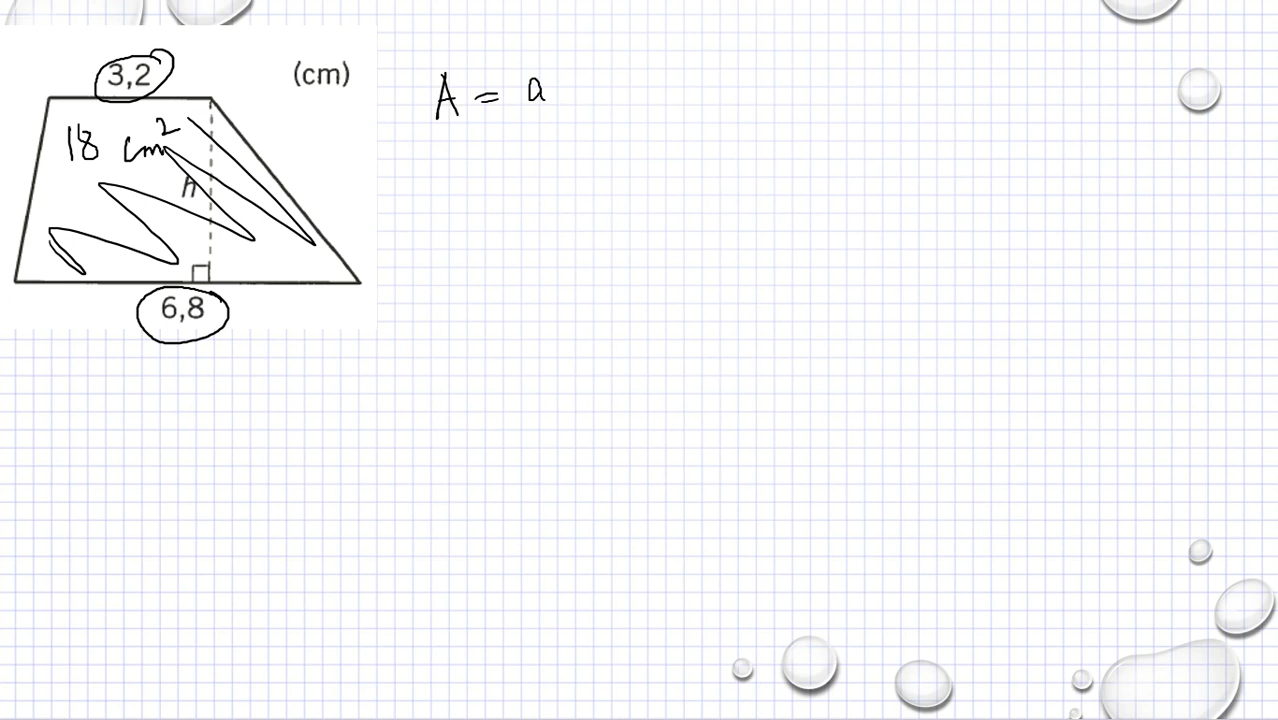 3,2 (cm)
A = a
18 cm²
h
6,8